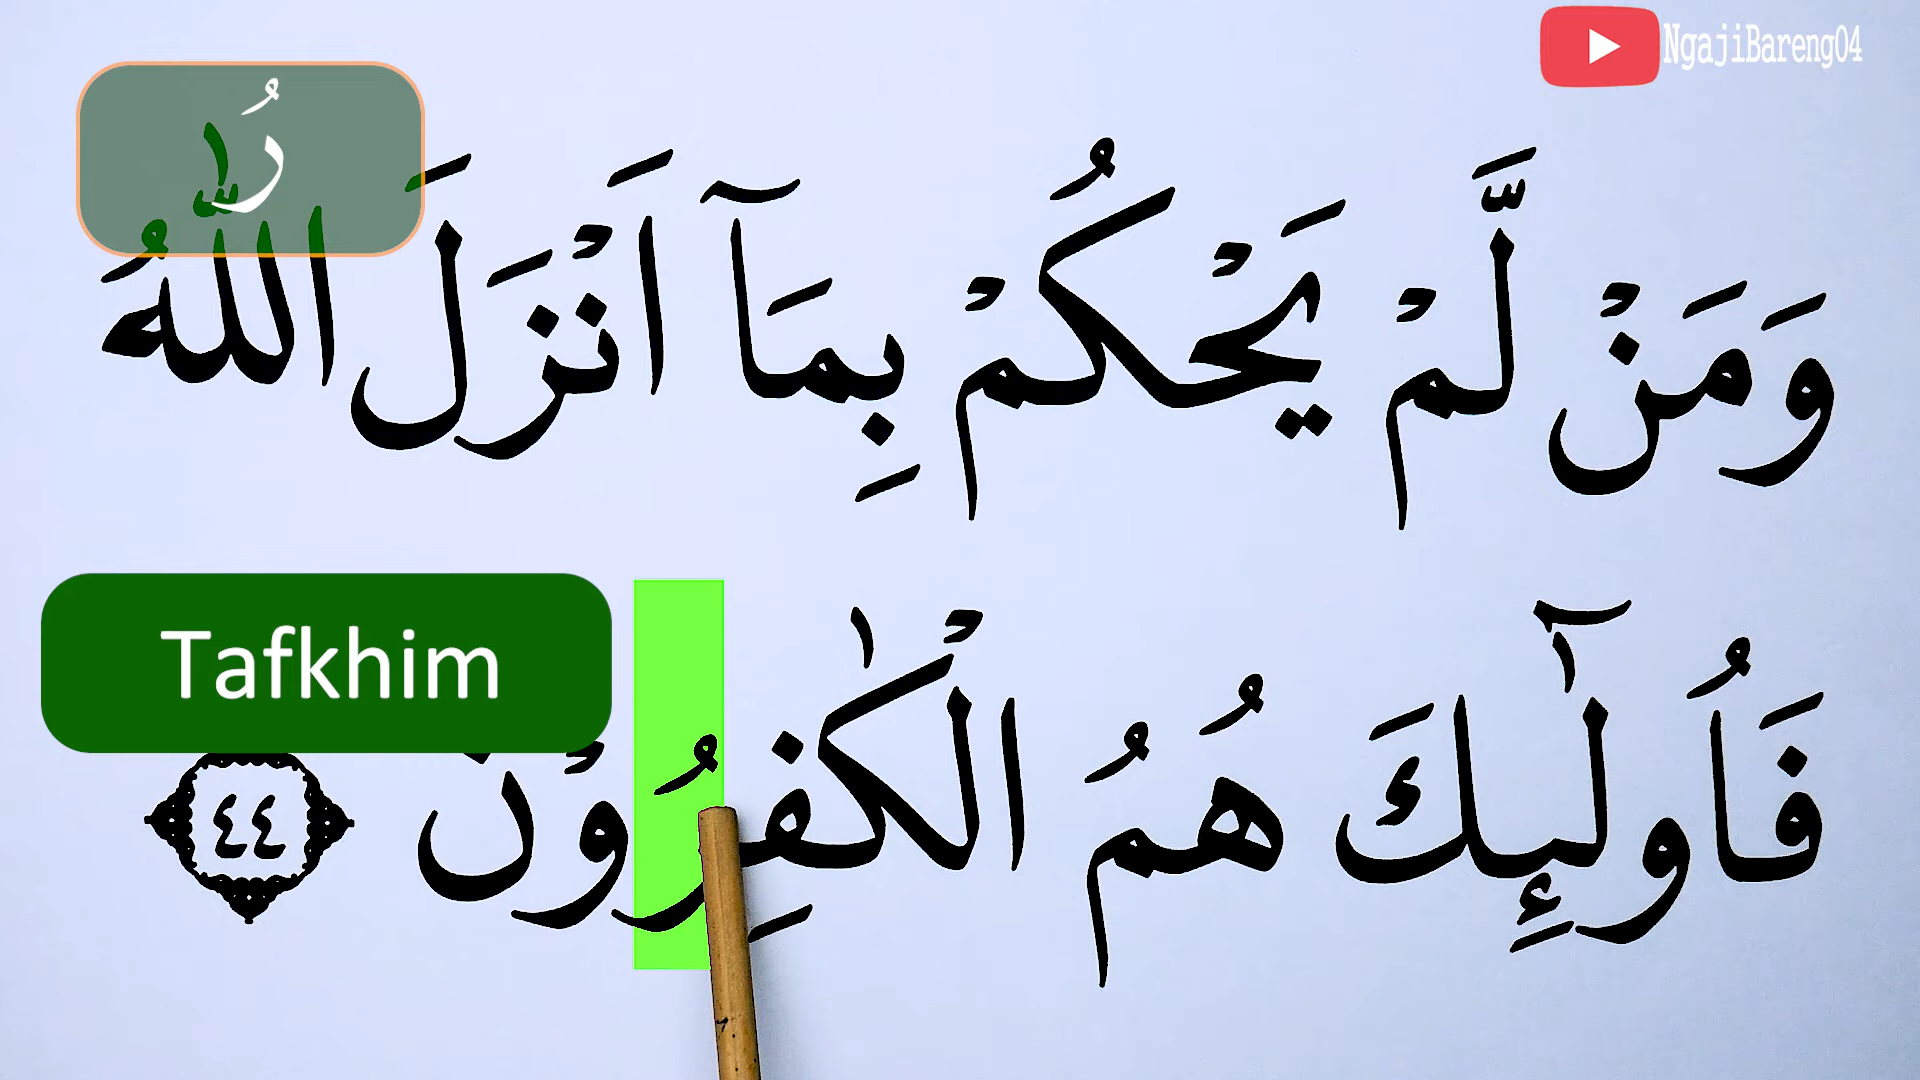 NgajiBareng04
رُ
وَمَنْ لَّمْ يَحْكُمْ بِمَآ اَنْزَلَ اللّٰهُ
Tafkhim
فَاُولٰۤىِٕكَ هُمُ الْكٰفِرُوْنَ ٤٤